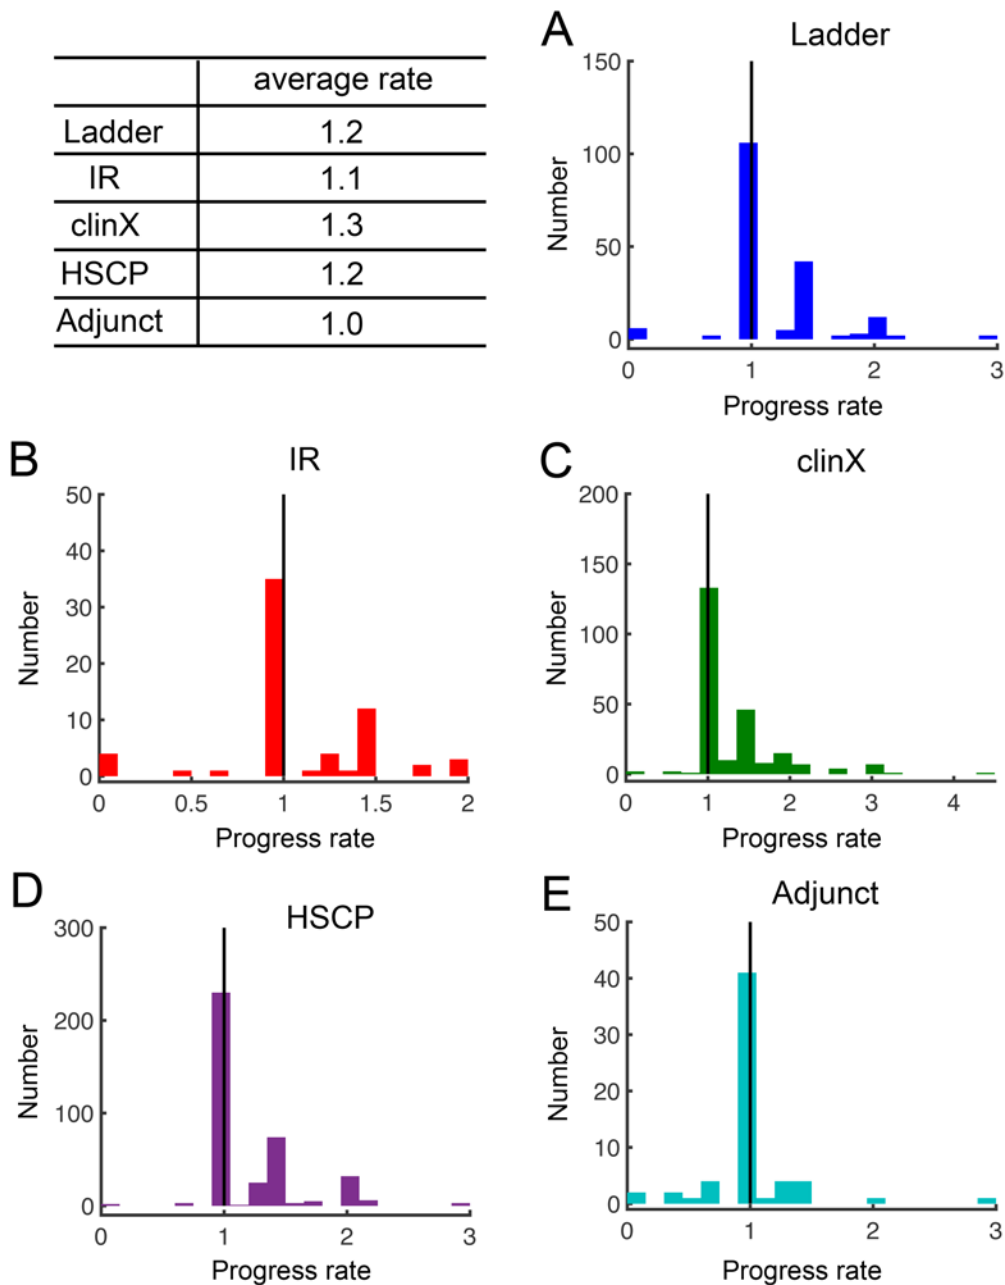 average rate
Ladder 1.2
IR 1.1
clinX 1.3
HSCP 1.2
Adjunct 1.0
A
Ladder
150
100
50
0
Number
0 1 2 3
Progress rate
B
IR
50
40
30
20
10
0
Number
0 0.5 1 1.5 2
Progress rate
C
clinX
200
150
100
50
0
Number
0 1 2 3 4
Progress rate
D
HSCP
300
200
100
0
Number
0 1 2 3
Progress rate
E
Adjunct
50
40
30
20
10
0
Number
0 1 2 3
Progress rate